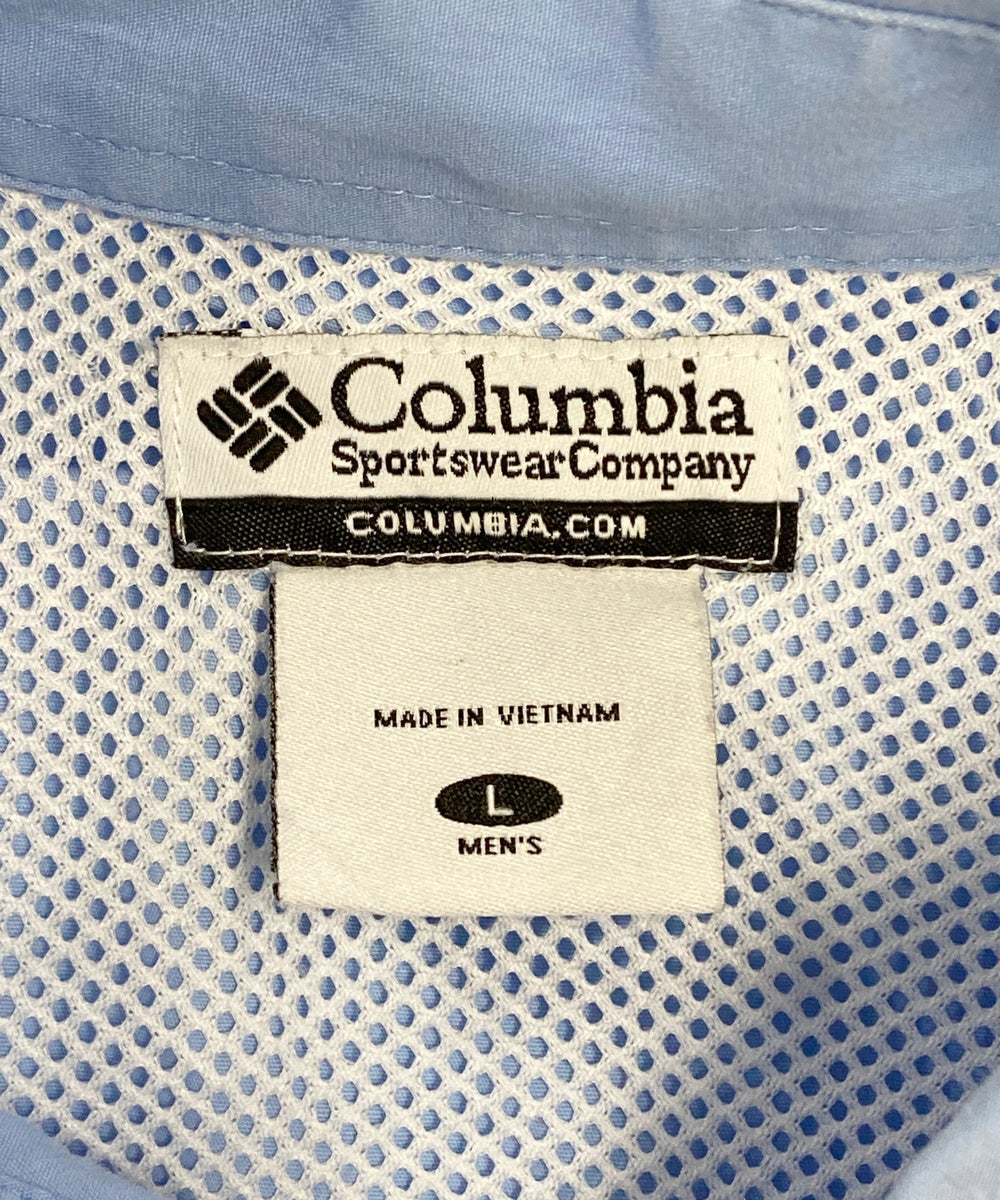 Columbia
Sportswear Company
COLUMBIA.COM
MADE IN VIETNAM
L
MEN'S